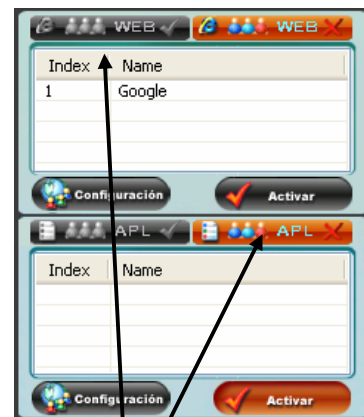 WEB WEB
Index Name
1 Google
Configuración Activar
APL APL
Index Name
Configuración Activar